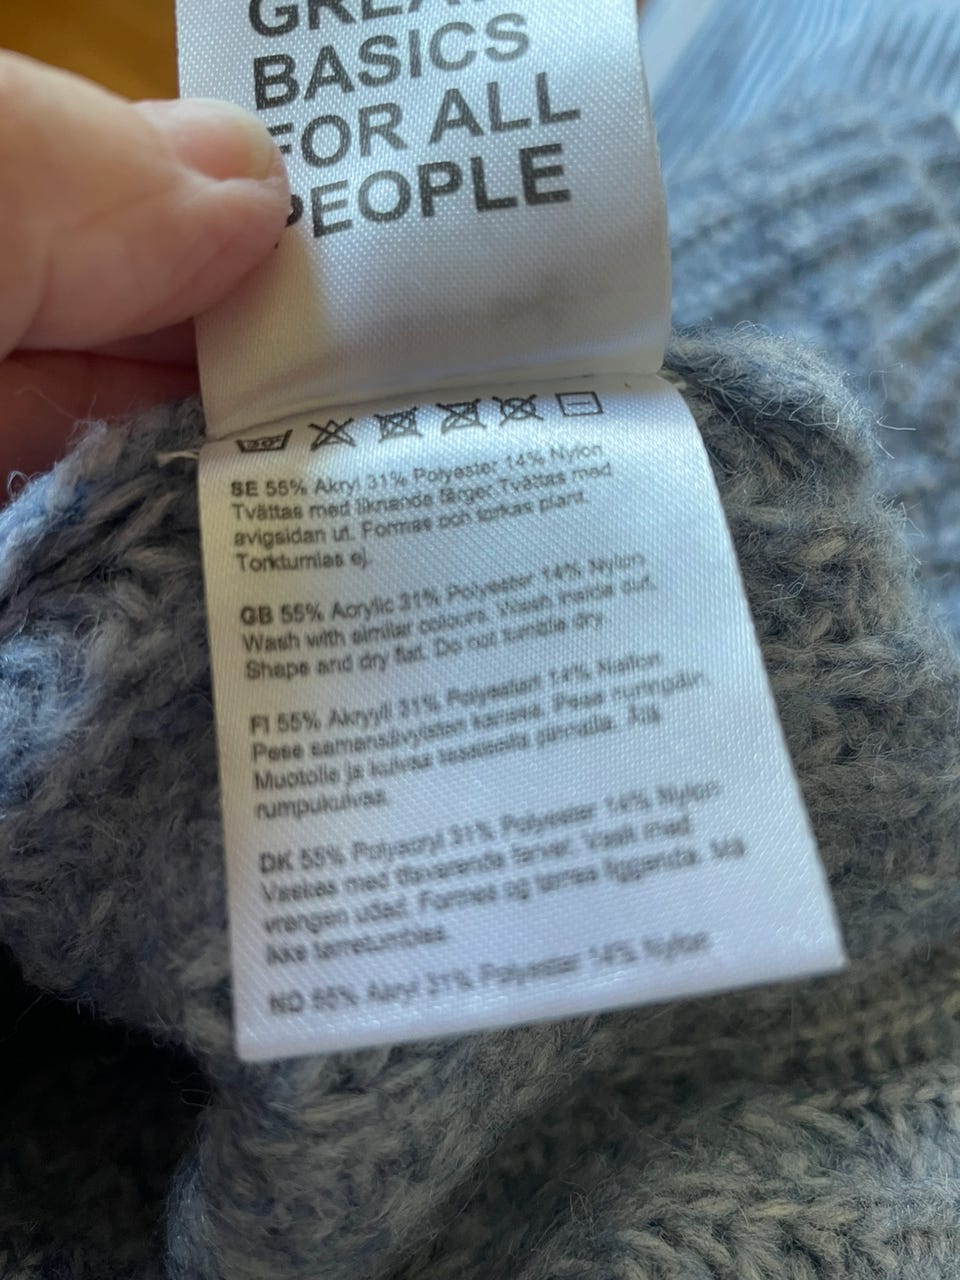 BASICS
FOR ALL
PEOPLE
30°
SE 55% Akryl 31% Polyester 14% Nylon
Tvättas med liknande färger. Tvättas med
avigsidan ut. Formas och torkas plant.
Torktumlas ej.
GB 55% Acrylic 31% Polyester 14% Nylon
Wash with similar colours. Wash inside out.
Shape and dry flat. Do not tumble dry.
FI 55% Akryyli 31% Polyesteri 14% Nailon
Pese samansävyisten kanssa. Pese nurinpäin.
Muotoile ja kuivaa tasaisella pinnalla. Älä
rumpukuivaa.
DK 55% Polyacryl 31% Polyester 14% Nylon
Vaskes med tilsvarende farver. Vask med
vrangen udad. Formes og tørres liggende. Må
ikke tørretumbles.
NO 55% Akryl 31% Polyester 14% Nylon